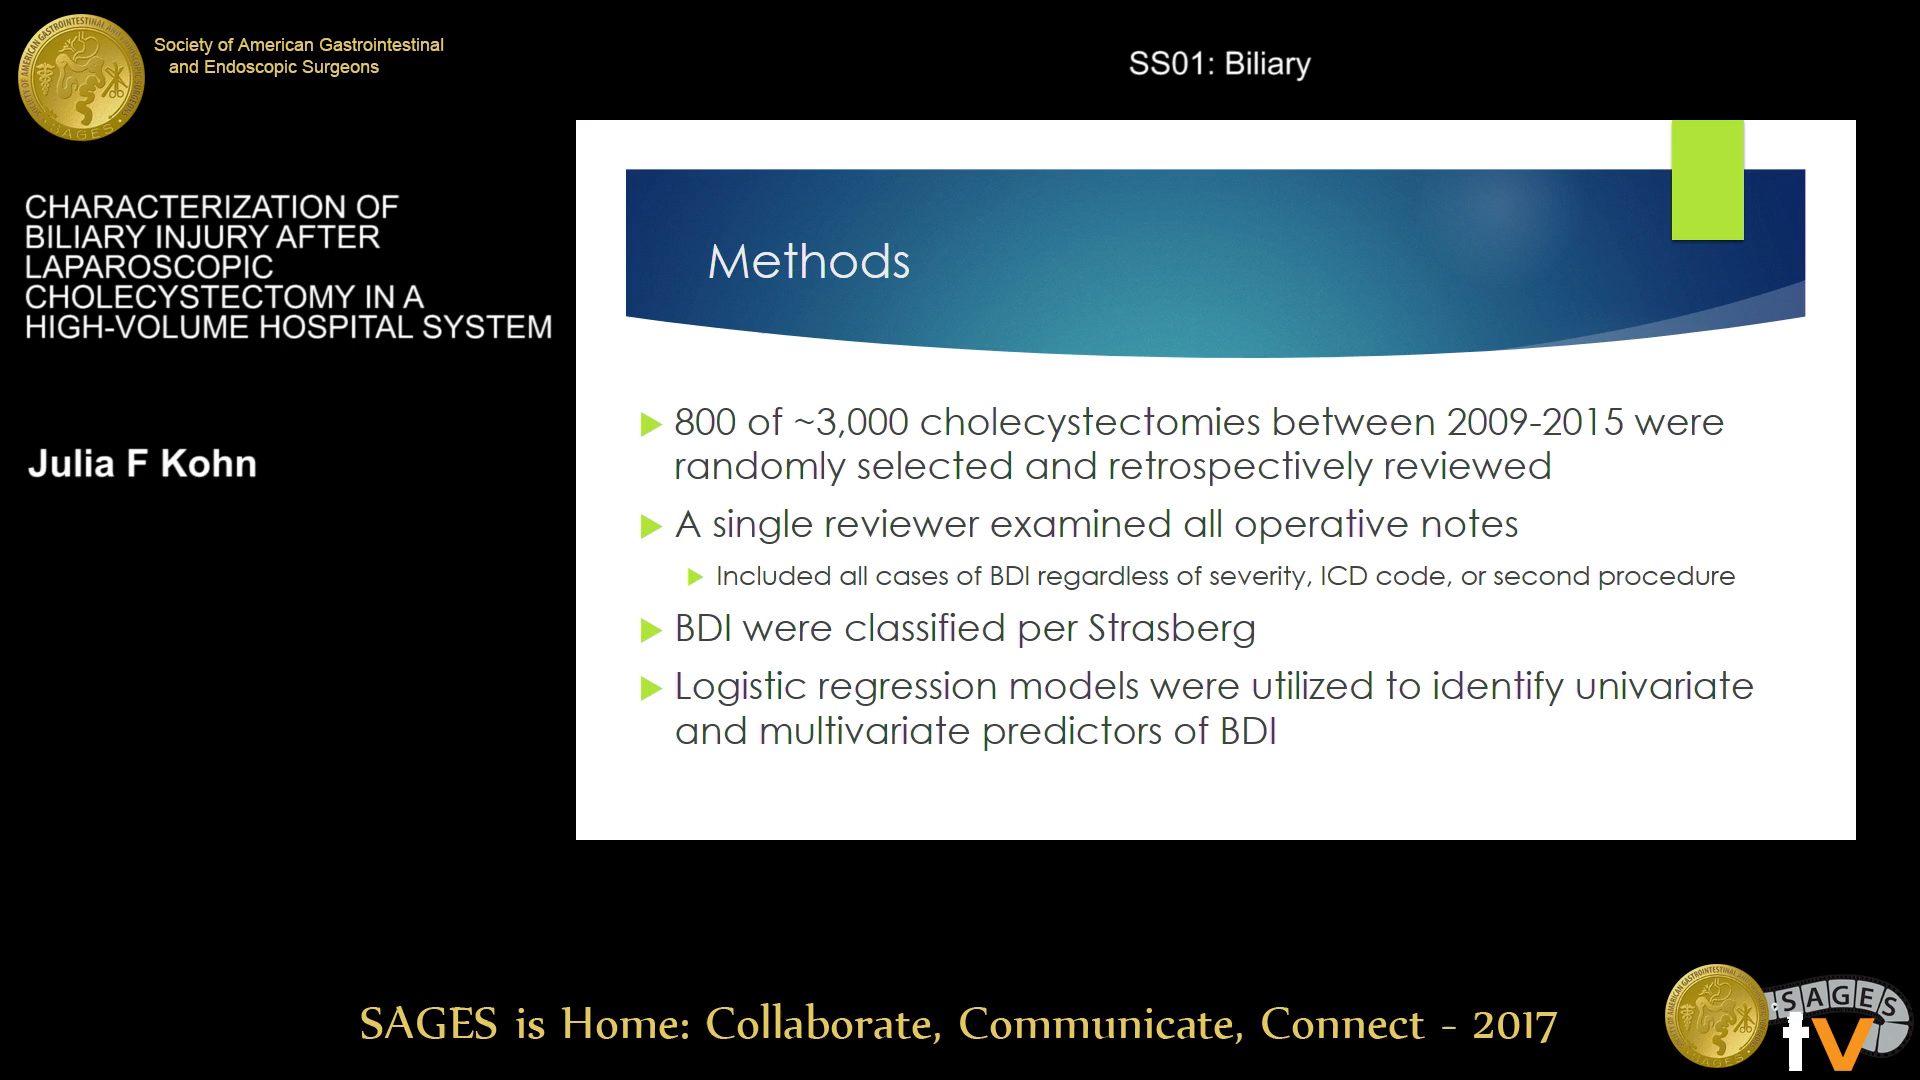 Society of American Gastrointestinal
and Endoscopic Surgeons
SS01: Biliary
CHARACTERIZATION OF
BILIARY INJURY AFTER
LAPAROSCOPIC
CHOLECYSTECTOMY IN A
HIGH-VOLUME HOSPITAL SYSTEM
Julia F Kohn
Methods
800 of ~3,000 cholecystectomies between 2009-2015 were
randomly selected and retrospectively reviewed
A single reviewer examined all operative notes
Included all cases of BDI regardless of severity, ICD code, or second procedure
BDI were classified per Strasberg
Logistic regression models were utilized to identify univariate
and multivariate predictors of BDI
SAGES is Home: Collaborate, Communicate, Connect - 2017
SAGES
tv